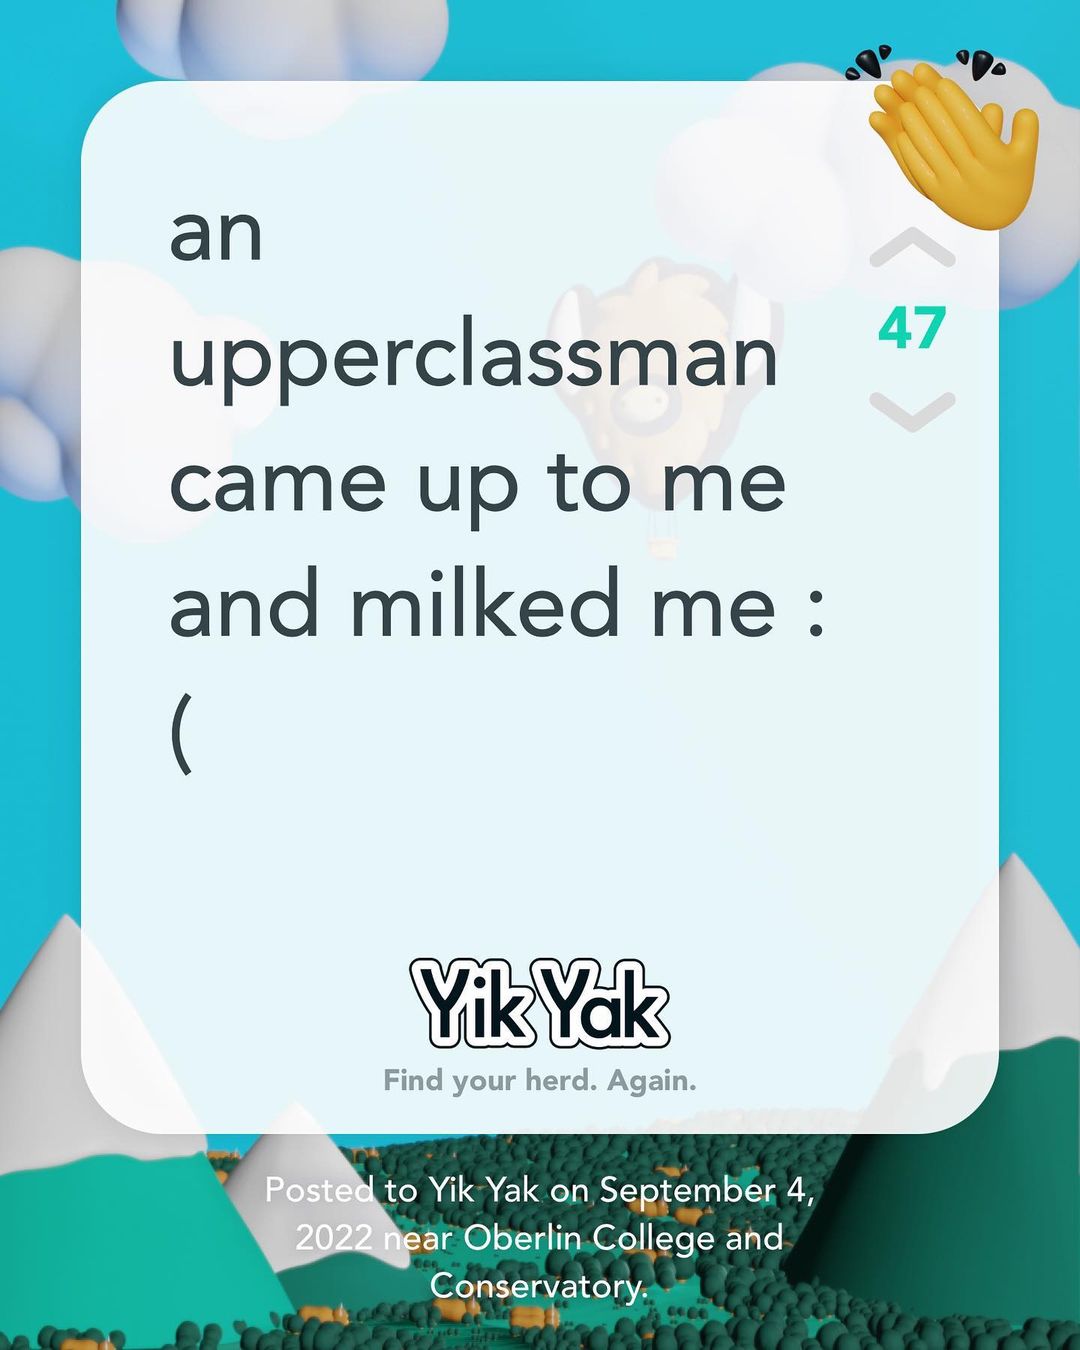 an
upperclassman
came up to me
and milked me :
(
47
Yik Yak
Find your herd. Again.
Posted to Yik Yak on September 4,
2022 near Oberlin College and
Conservatory.